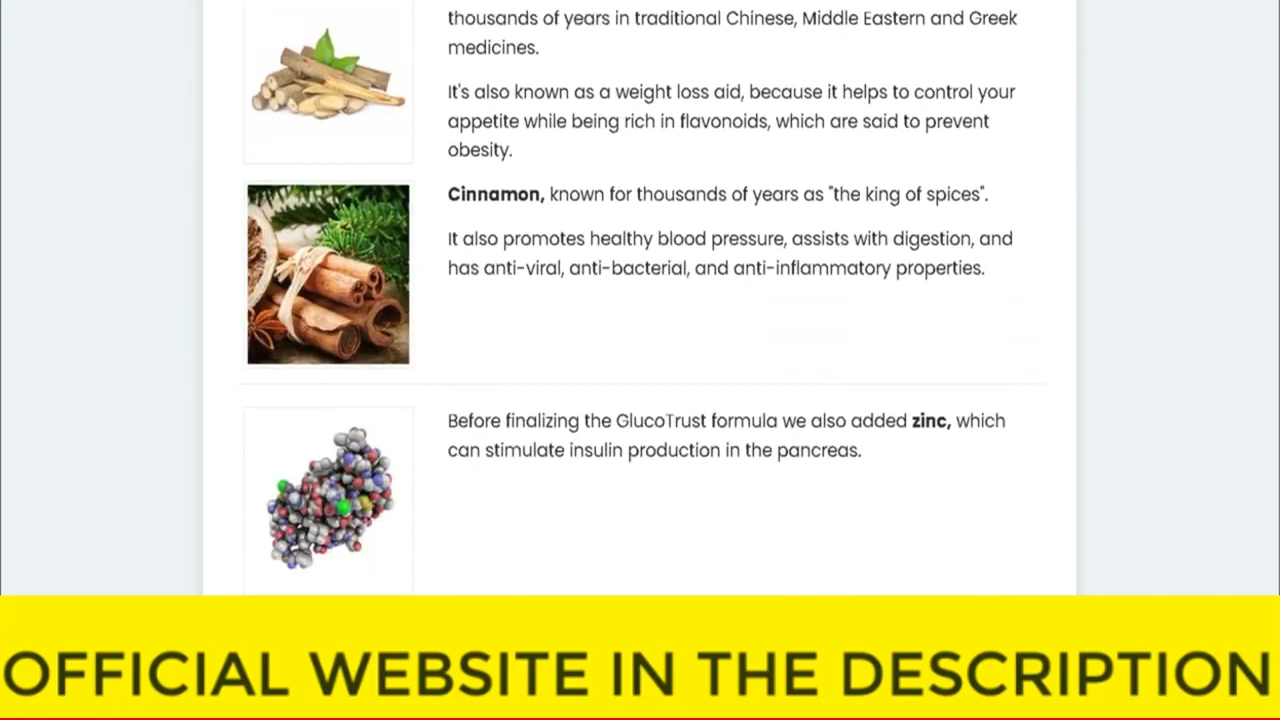 thousands of years in traditional Chinese, Middle Eastern and Greek
medicines.
It's also known as a weight loss aid, because it helps to control your
appetite while being rich in flavonoids, which are said to prevent
obesity.
Cinnamon, known for thousands of years as "the king of spices".
It also promotes healthy blood pressure, assists with digestion, and
has anti-viral, anti-bacterial, and anti-inflammatory properties.
Before finalizing the GlucoTrust formula we also added zinc, which
can stimulate insulin production in the pancreas.
OFFICIAL WEBSITE IN THE DESCRIPTION